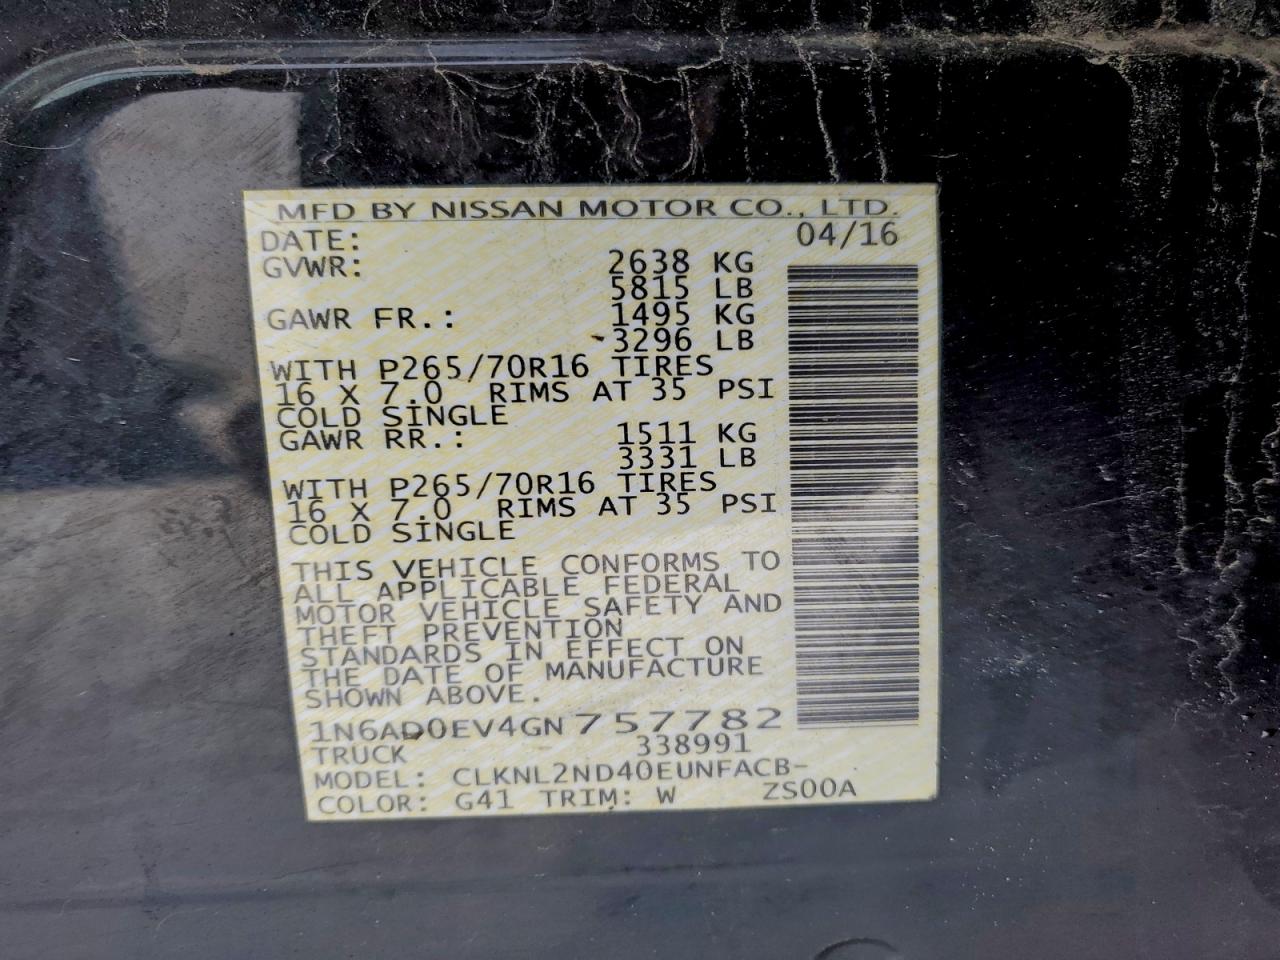 MFD BY NISSAN MOTOR CO., LTD.
DATE: 04/16
GVWR: 2638 KG
5815 LB
GAWR FR.: 1495 KG
3296 LB
WITH P265/70R16 TIRES
16 X 7.0 RIMS AT 35 PSI
COLD SINGLE
GAWR RR.: 1511 KG
3331 LB
WITH P265/70R16 TIRES
16 X 7.0 RIMS AT 35 PSI
COLD SINGLE
THIS VEHICLE CONFORMS TO
ALL APPLICABLE FEDERAL
MOTOR VEHICLE SAFETY AND
THEFT PREVENTION
STANDARDS IN EFFECT ON
THE DATE OF MANUFACTURE
SHOWN ABOVE.
1N6AD0EV4GN757782
TRUCK 338991
MODEL: CLKNL2ND40EUNFACB-
COLOR: G41 TRIM: W ZS00A